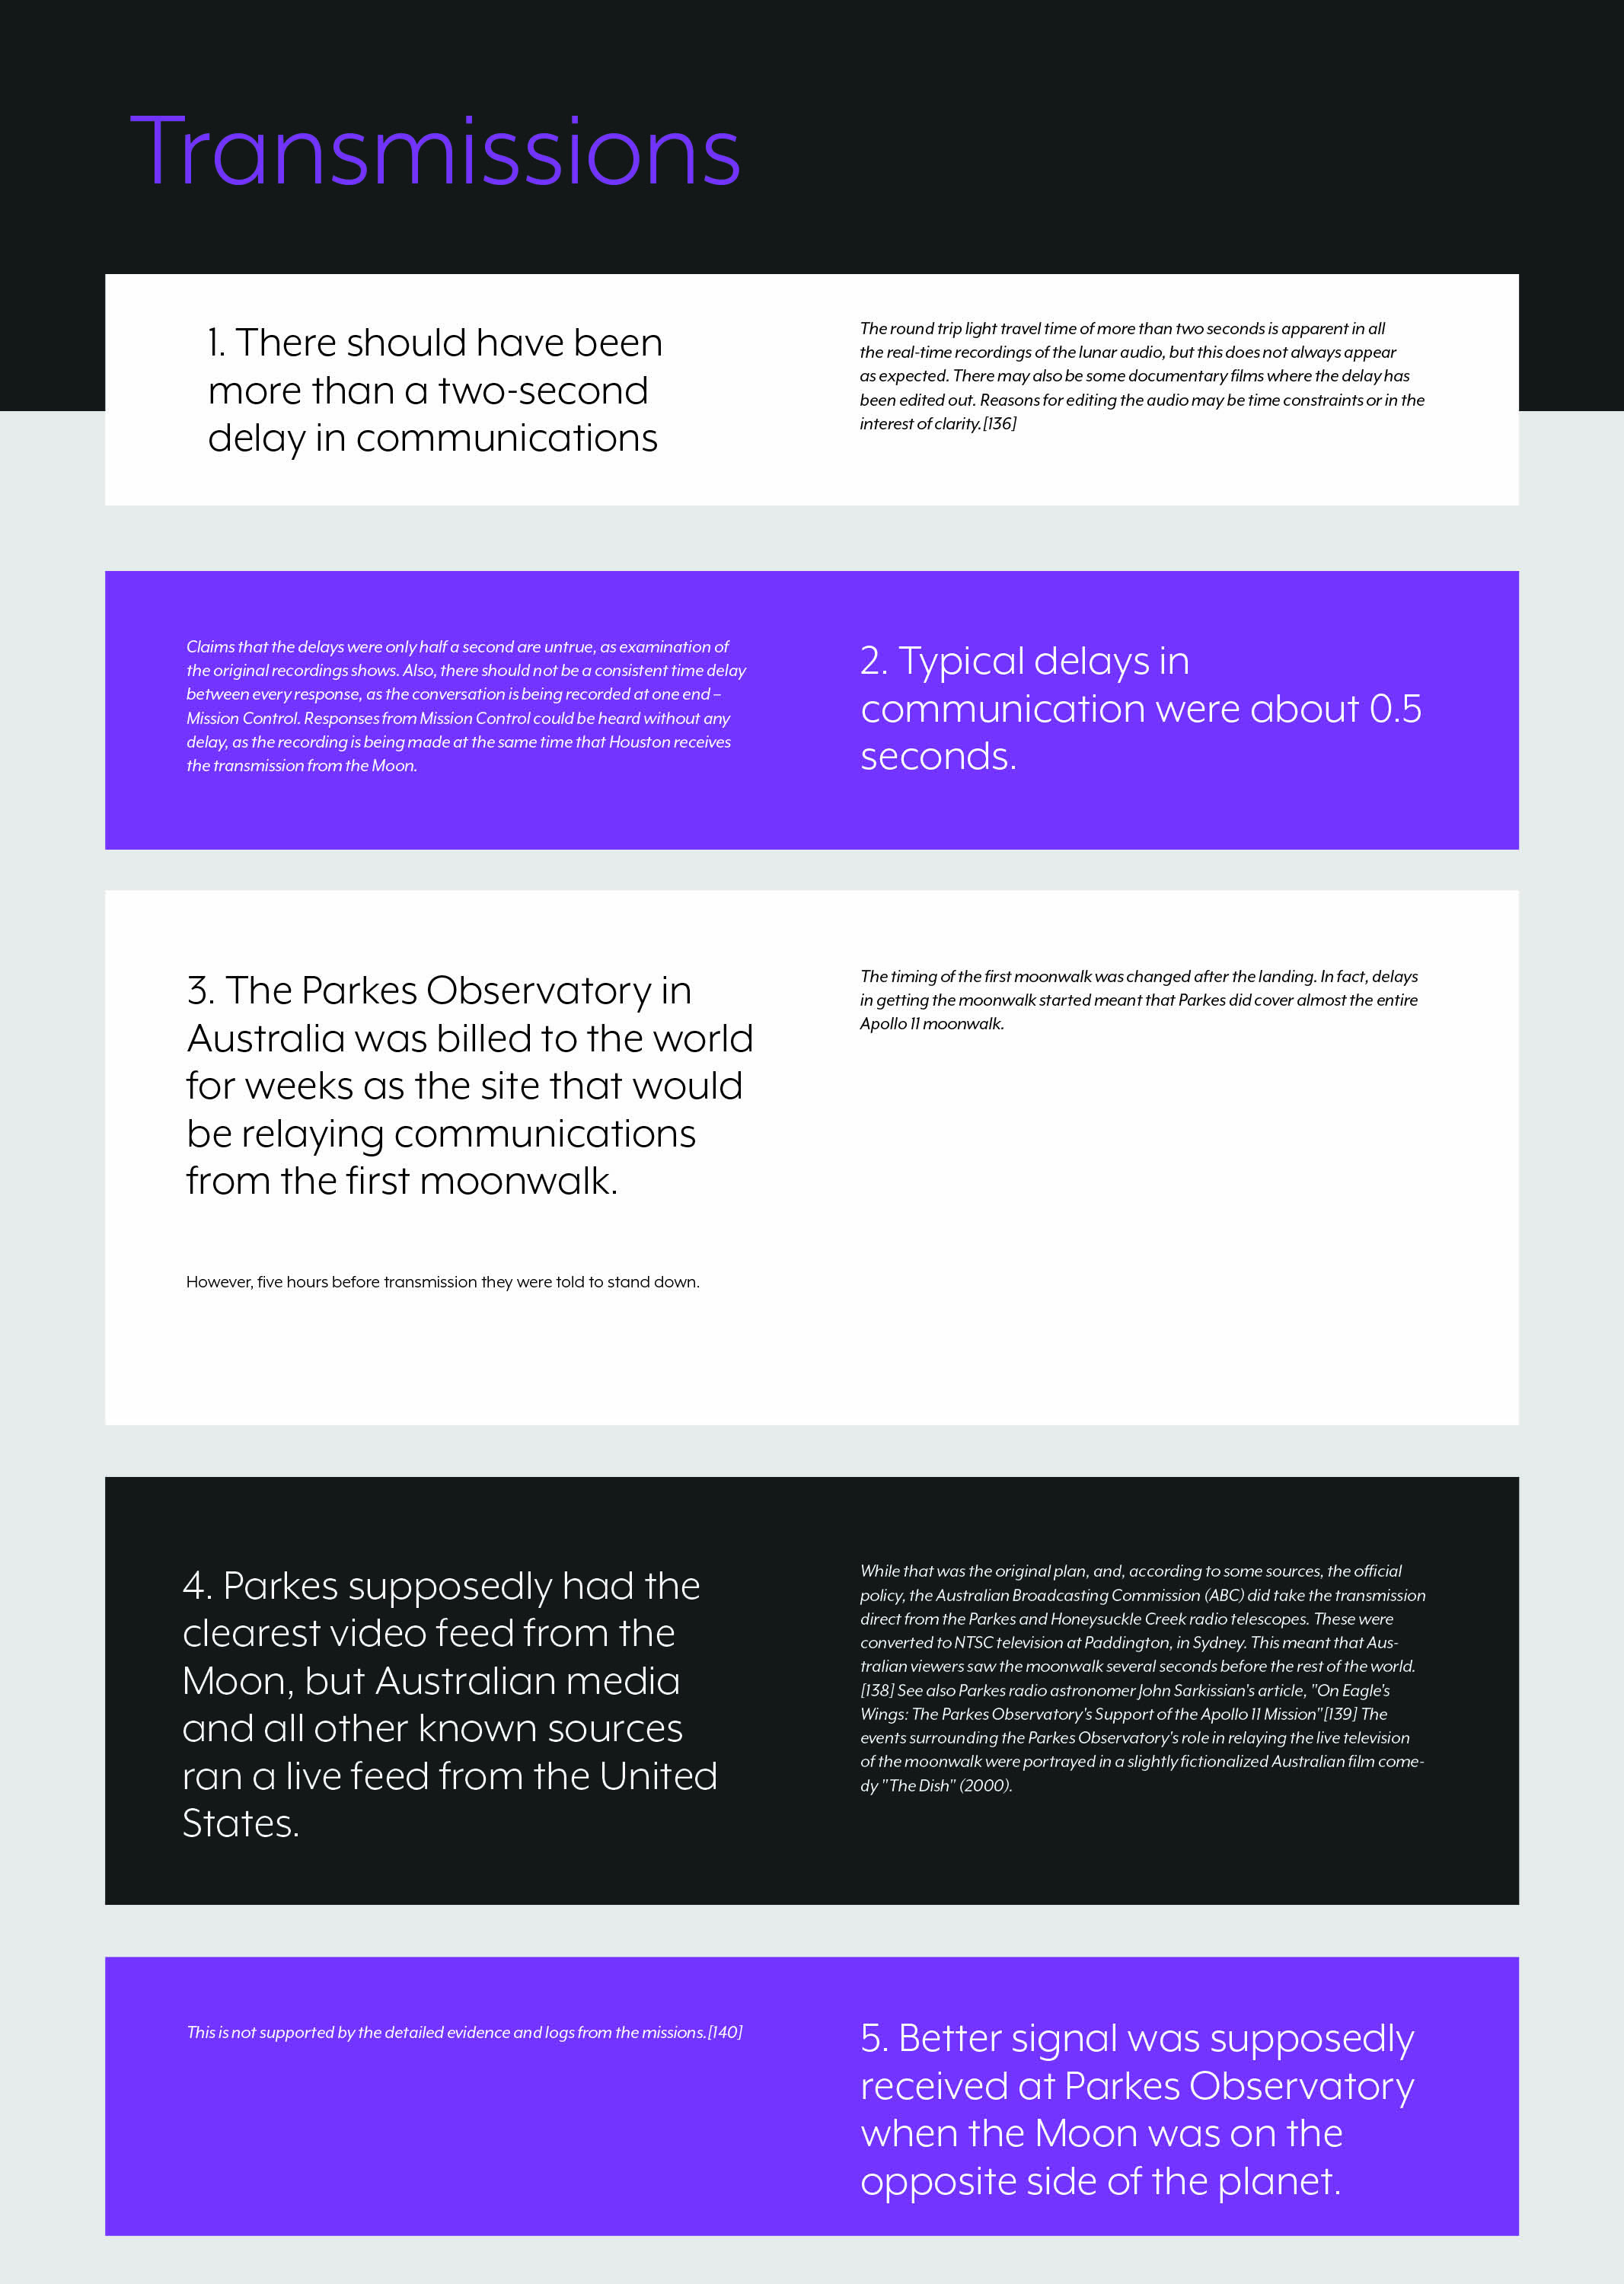 Transmissions
1. There should have been
more than a two-second
delay in communications
The round trip light travel time of more than two seconds is apparent in all
the real-time recordings of the lunar audio, but this does not always appear
as expected. There may also be some documentary films where the delay has
been edited out. Reasons for editing the audio may be time constraints or in the
interest of clarity.[136]
Claims that the delays were only half a second are untrue, as examination of
the original recordings shows. Also, there should not be a consistent time delay
between every response, as the conversation is being recorded at one end –
Mission Control. Responses from Mission Control could be heard without any
delay, as the recording is being made at the same time that Houston receives
the transmission from the Moon.
2. Typical delays in
communication were about 0.5
seconds.
3. The Parkes Observatory in
Australia was billed to the world
for weeks as the site that would
be relaying communications
from the first moonwalk.
However, five hours before transmission they were told to stand down.
The timing of the first moonwalk was changed after the landing. In fact, delays
in getting the moonwalk started meant that Parkes did cover almost the entire
Apollo 11 moonwalk.
4. Parkes supposedly had the
clearest video feed from the
Moon, but Australian media
and all other known sources
ran a live feed from the United
States.
While that was the original plan, and, according to some sources, the official
policy, the Australian Broadcasting Commission (ABC) did take the transmission
direct from the Parkes and Honeysuckle Creek radio telescopes. These were
converted to NTSC television at Paddington, in Sydney. This meant that Aus-
tralian viewers saw the moonwalk several seconds before the rest of the world.
[138] See also Parkes radio astronomer John Sarkissian's article, "On Eagle's
Wings: The Parkes Observatory's Support of the Apollo 11 Mission"[139] The
events surrounding the Parkes Observatory's role in relaying the live television
of the moonwalk were portrayed in a slightly fictionalized Australian film come-
dy "The Dish" (2000).
This is not supported by the detailed evidence and logs from the missions.[140]
5. Better signal was supposedly
received at Parkes Observatory
when the Moon was on the
opposite side of the planet.